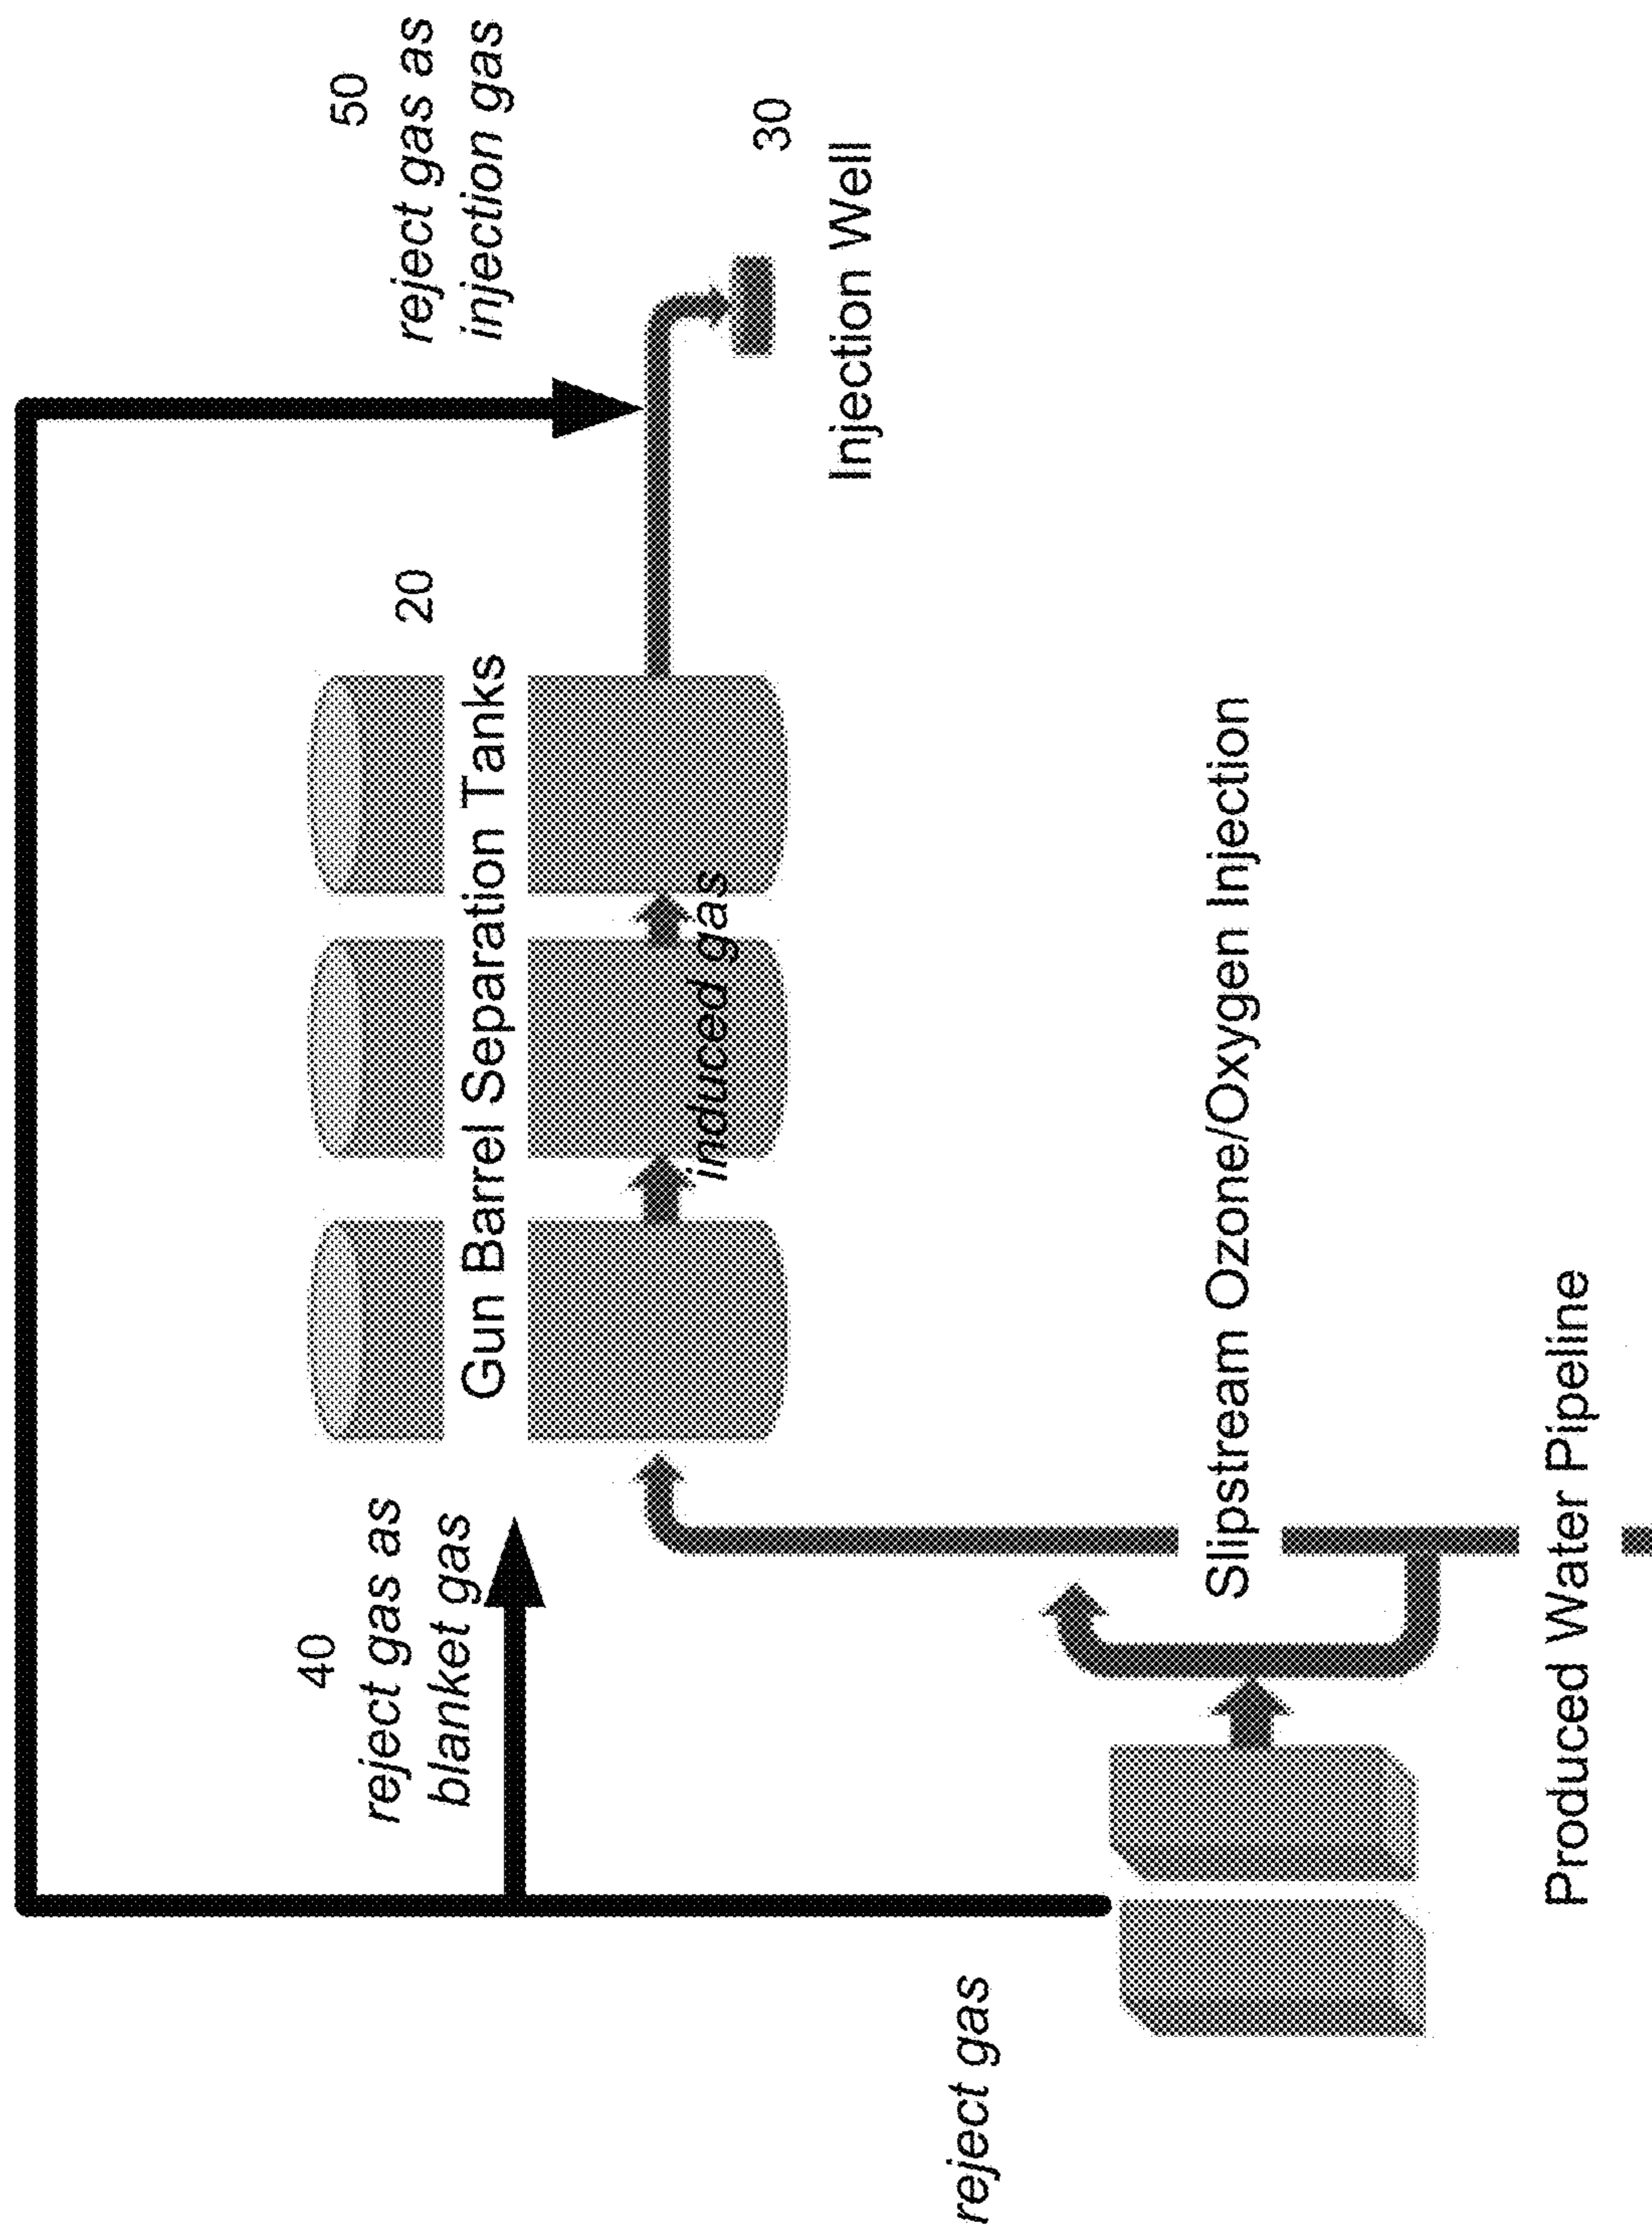 50
reject gas as
injection gas
40
reject gas as
blanket gas
20
Gun Barrel Separation Tanks
induced gas
30
Injection Well
reject gas
Slipstream Ozone/Oxygen Injection
Produced Water Pipeline